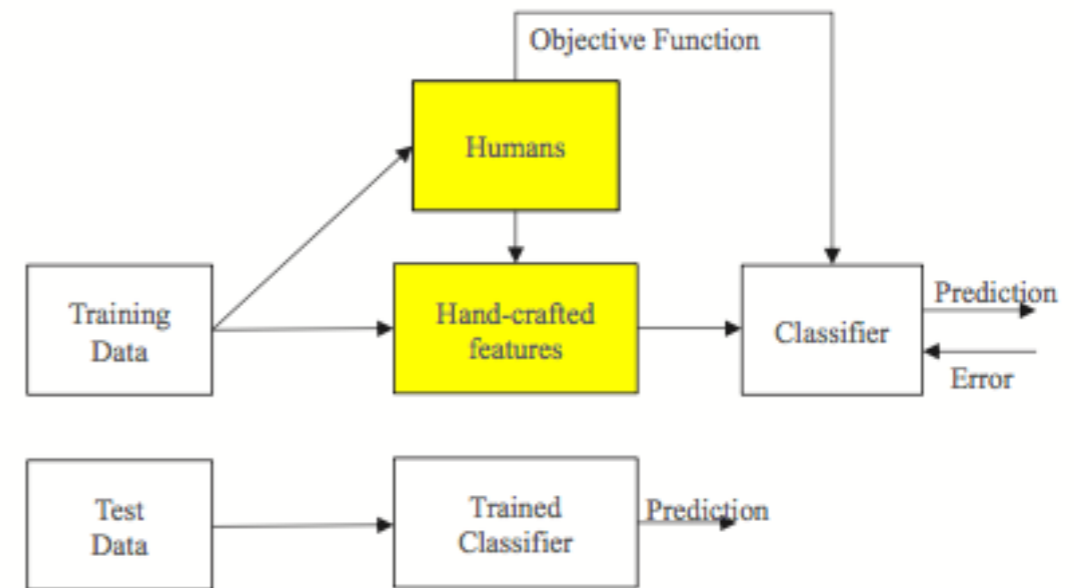 Objective Function
Humans
Training
Data
Hand-crafted
features
Classifier
Prediction
Error
Test
Data
Trained
Classifier
Prediction